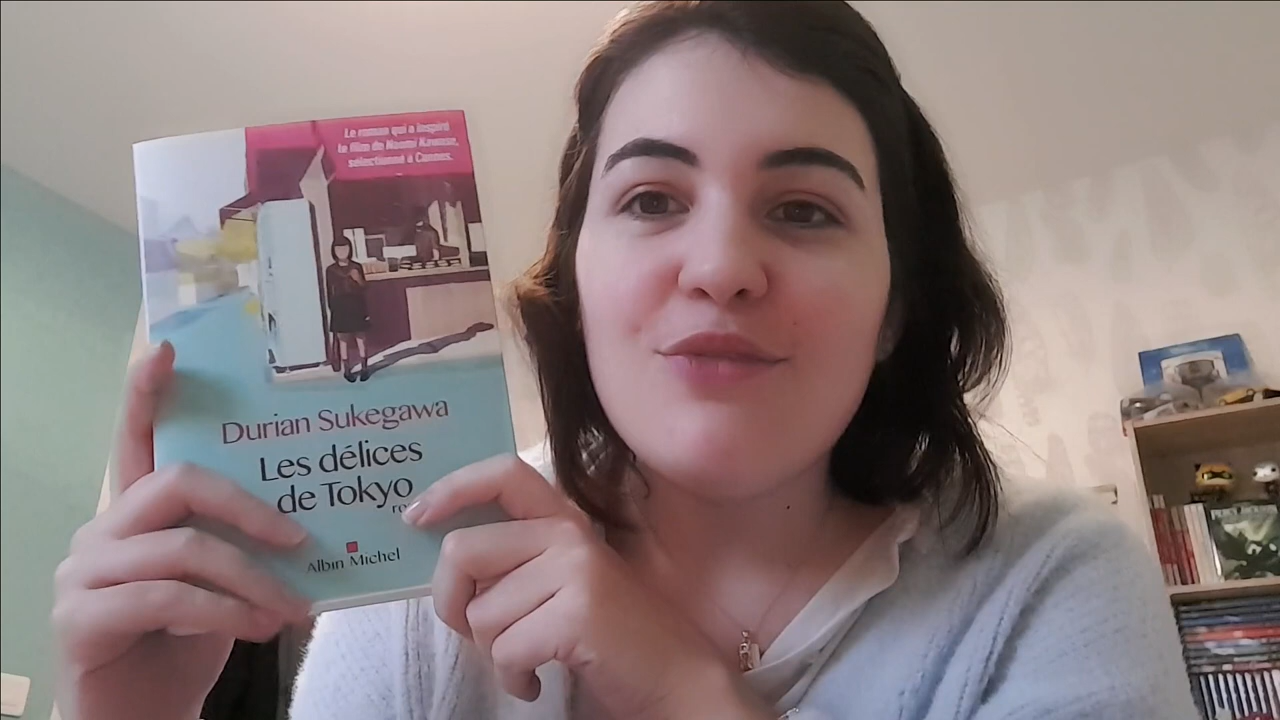 Le roman qui a inspiré
le film de Naomi Kawase,
sélectionné à Cannes.
Durian Sukegawa
Les délices
de Tokyo
Albin Michel